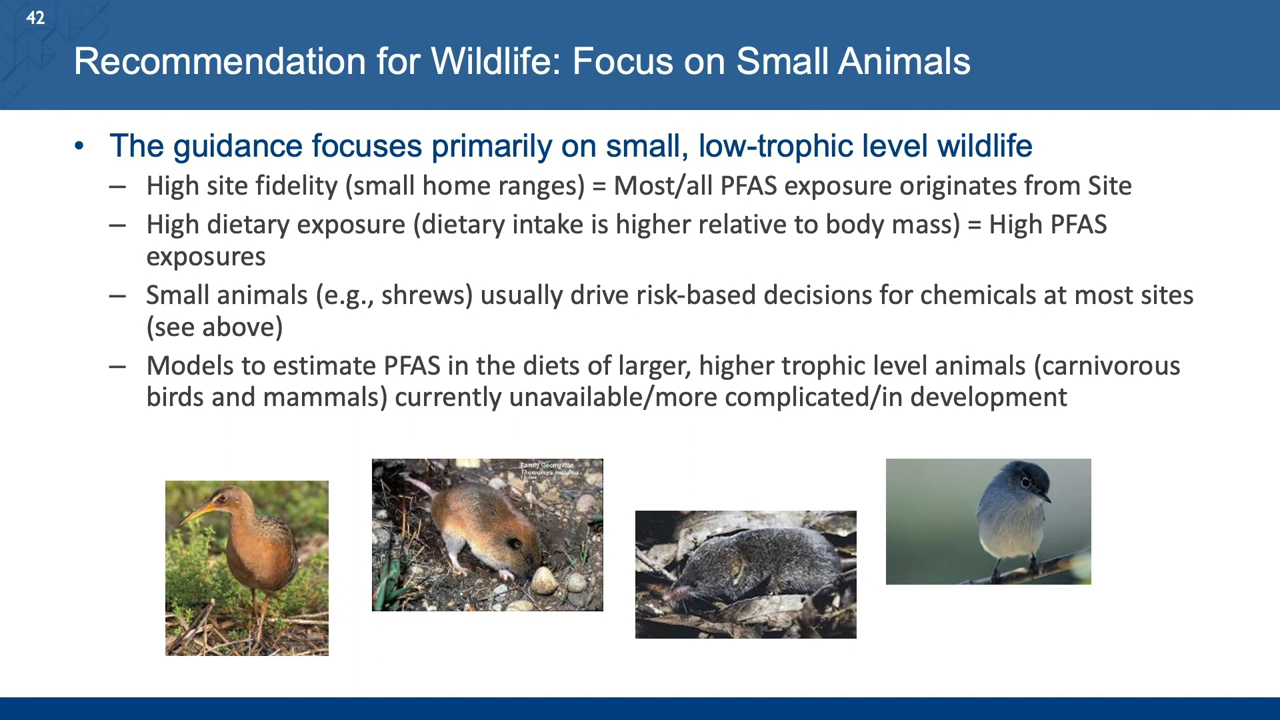 42
Recommendation for Wildlife: Focus on Small Animals
• The guidance focuses primarily on small, low-trophic level wildlife
– High site fidelity (small home ranges) = Most/all PFAS exposure originates from Site
– High dietary exposure (dietary intake is higher relative to body mass) = High PFAS
exposures
– Small animals (e.g., shrews) usually drive risk-based decisions for chemicals at most sites
(see above)
– Models to estimate PFAS in the diets of larger, higher trophic level animals (carnivorous
birds and mammals) currently unavailable/more complicated/in development
Family Geomyidae